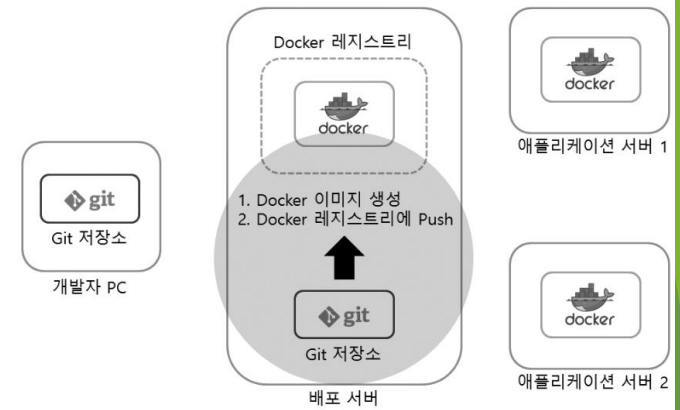 Docker 레지스트리
docker
1. Docker 이미지 생성
2. Docker 레지스트리에 Push
git
Git 저장소
배포 서버
git
Git 저장소
개발자 PC
docker
애플리케이션 서버 1
docker
애플리케이션 서버 2